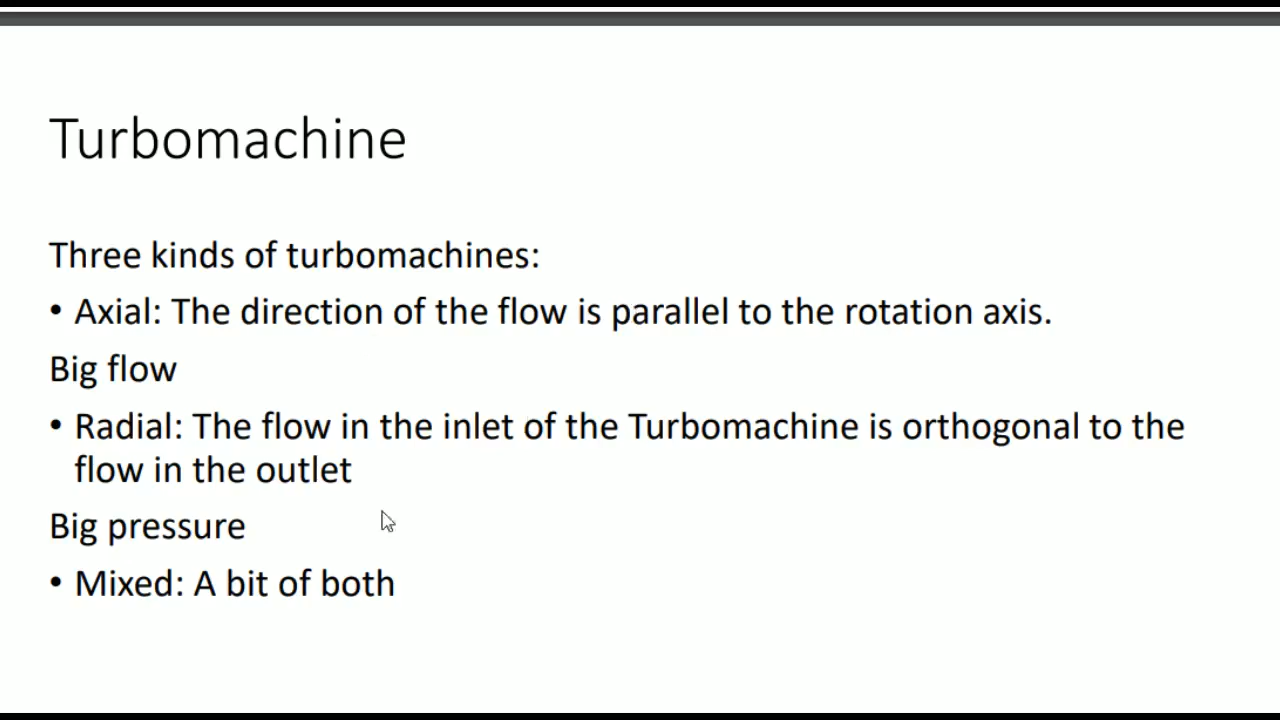 Turbomachine
Three kinds of turbomachines:
• Axial: The direction of the flow is parallel to the rotation axis.
Big flow
• Radial: The flow in the inlet of the Turbomachine is orthogonal to the
flow in the outlet
Big pressure
• Mixed: A bit of both